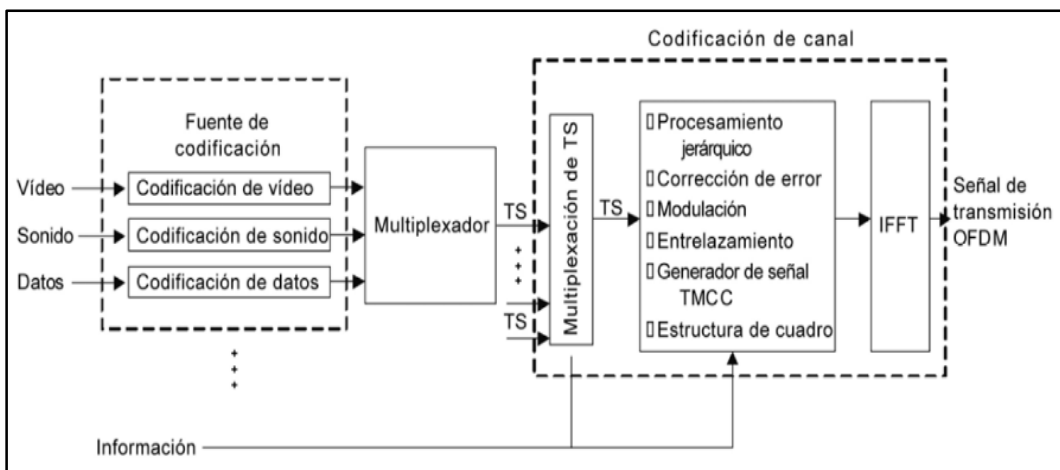 Codificación de canal
Fuente de
codificación
Vídeo
Codificación de vídeo
Sonido
Codificación de sonido
Datos
Codificación de datos
+
+
+
Multiplexador
TS
+
+
+
TS
Multiplexación de TS
TS
▯ Procesamiento
jerárquico
▯ Corrección de error
▯ Modulación
▯ Entrelazamiento
▯ Generador de señal
TMCC
▯ Estructura de cuadro
IFFT
Señal de
transmisión
OFDM
Información